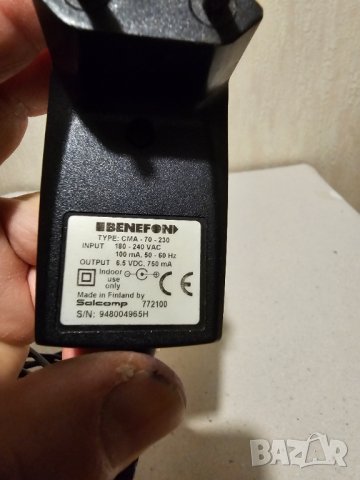 BENEFON
TYPE: CMA - 70 - 230
INPUT 180 - 240 VAC
100 mA, 50 - 60 Hz
OUTPUT 6.5 VDC, 750 mA
Indoor
use
only
CE
Made in Finland by
Salcomp 772100
S/N: 948004965H
BAZAR